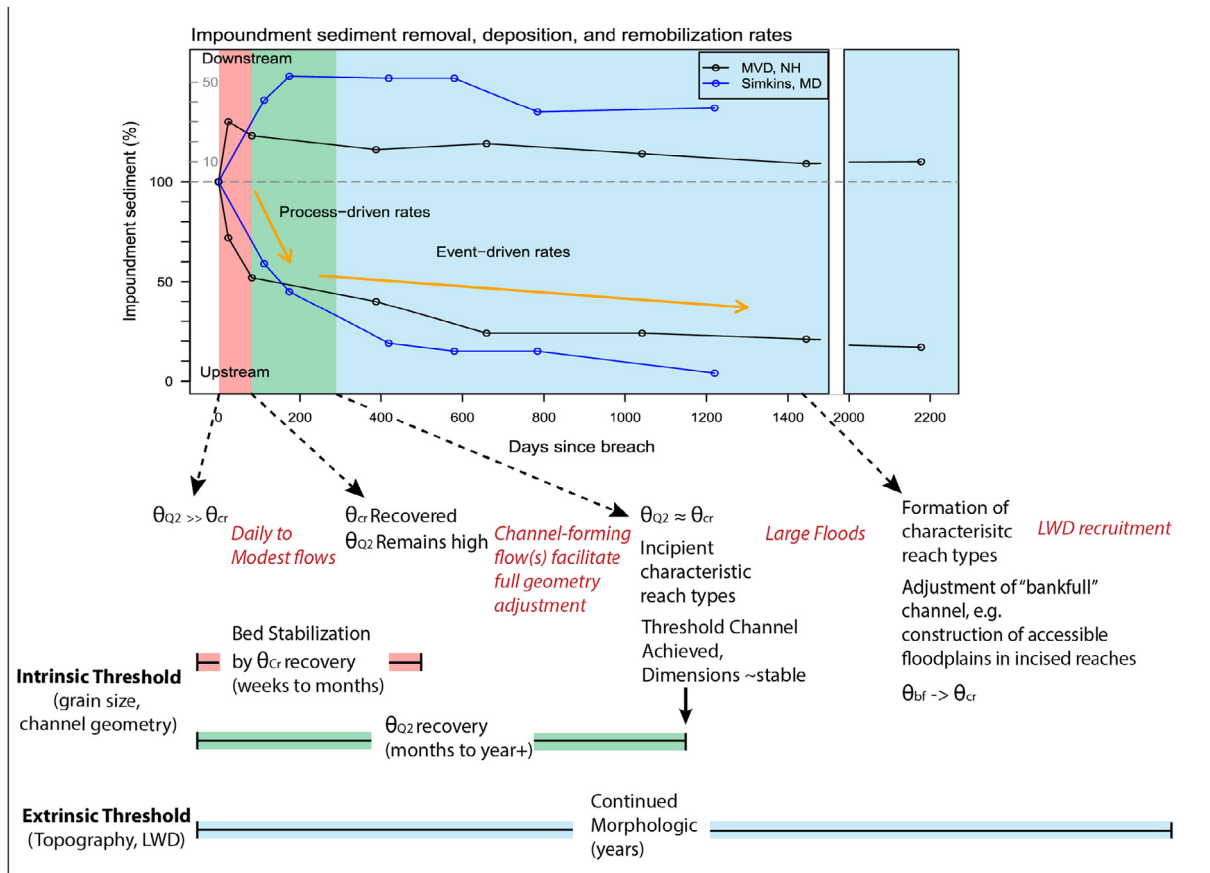 Impoundment sediment removal, deposition, and remobilization rates
Downstream
MVD, NH
Simkins, MD
50
10
100
50
0
Impoundment sediment (%)
Process−driven rates
Event−driven rates
Upstream
0 200 400 600 800 1000 1200 1400 2000 2200
Days since breach
θQ2 >> θcr
Daily to
Modest flows
θcr Recovered
θQ2 Remains high
Channel-forming
flow(s) facilitate
full geometry
adjustment
θQ2 ≈ θcr
Incipient
characteristic
reach types
Threshold Channel
Achieved,
Dimensions ~stable
Large Floods
Formation of
characterisitc
reach types
Adjustment of "bankfull"
channel, e.g.
construction of accessible
floodplains in incised reaches
θbf -> θcr
LWD recruitment
Intrinsic Threshold
(grain size,
channel geometry)
Bed Stabilization
by θCr recovery
(weeks to months)
θQ2 recovery
(months to year+)
Extrinsic Threshold
(Topography, LWD)
Continued
Morphologic
(years)